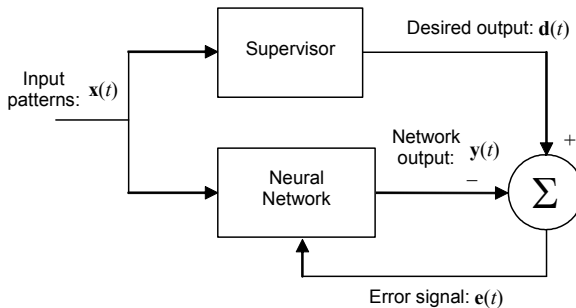 Desired output: d(t)
Supervisor
Input
patterns: x(t)
Network
output: y(t)
+
−
Neural
Network
Σ
Error signal: e(t)